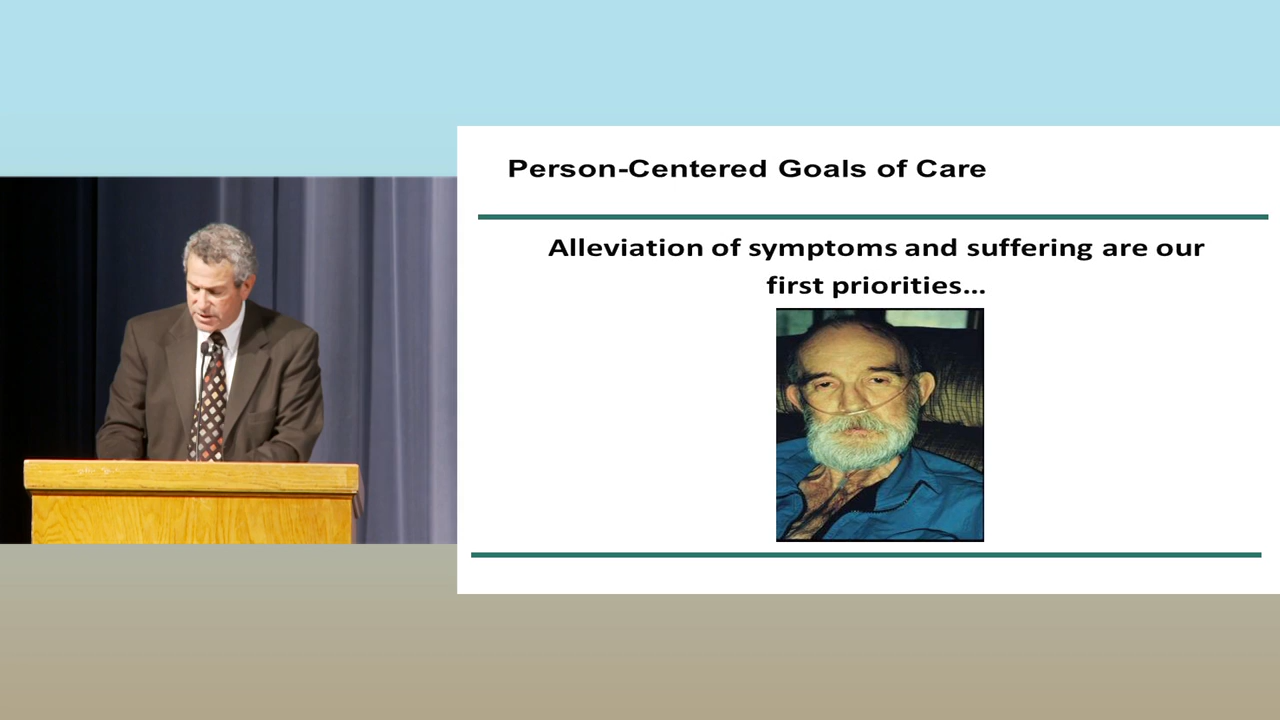 Person-Centered Goals of Care
Alleviation of symptoms and suffering are our
first priorities...